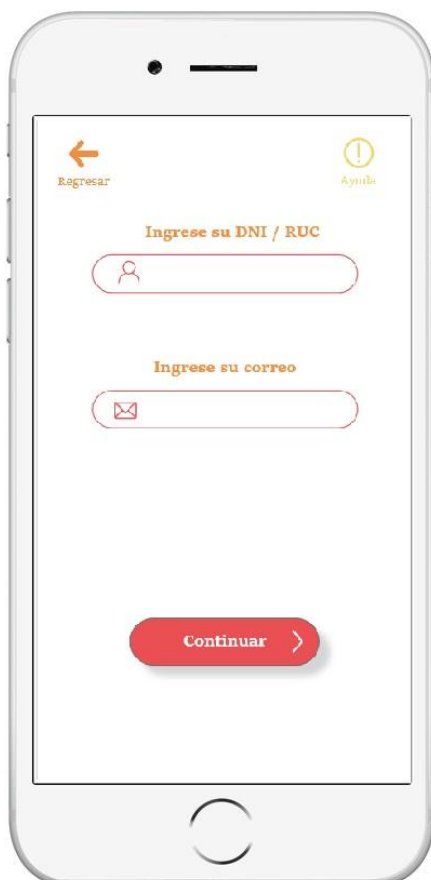 Regresar
Ayuda
Ingrese su DNI / RUC
Ingrese su correo
Continuar